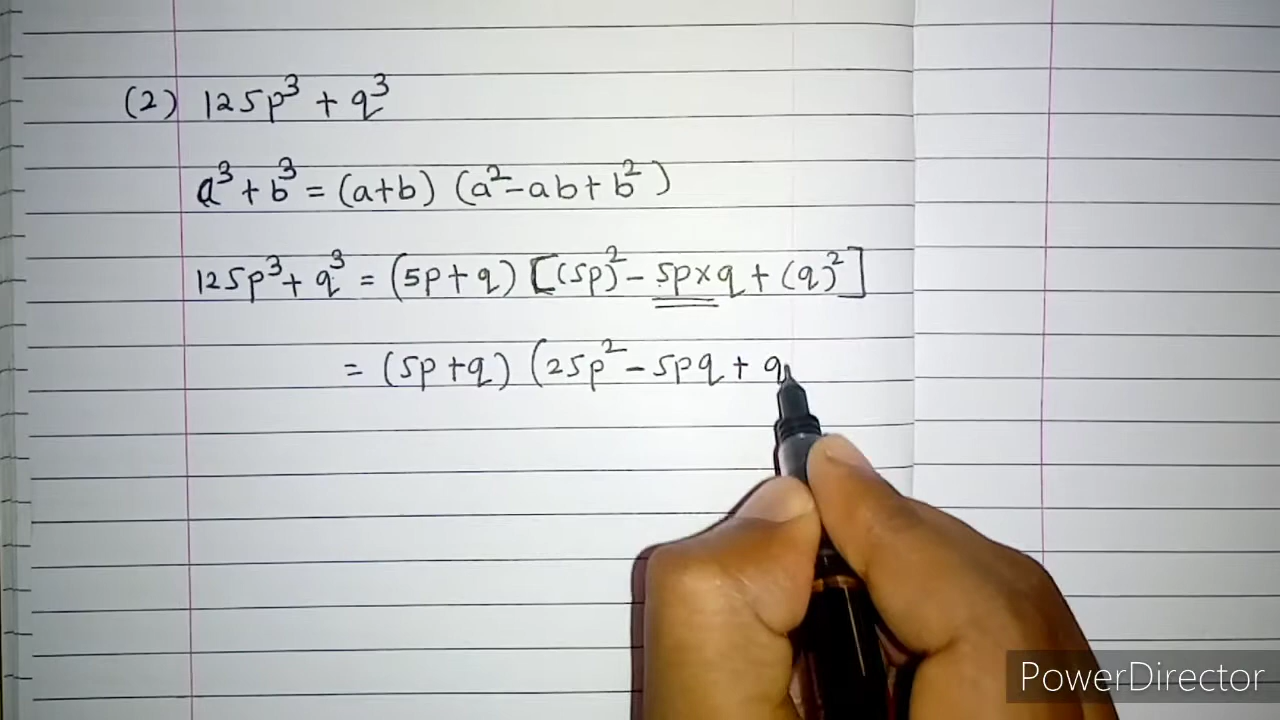 (2) 125p³ + q³
a³ + b³ = (a+b) (a² - ab + b²)
125p³ + q³ = (5p + q) [(5p)² - 5p×q + (q)²]
= (5p + q) (25p² - 5pq + q
PowerDirector